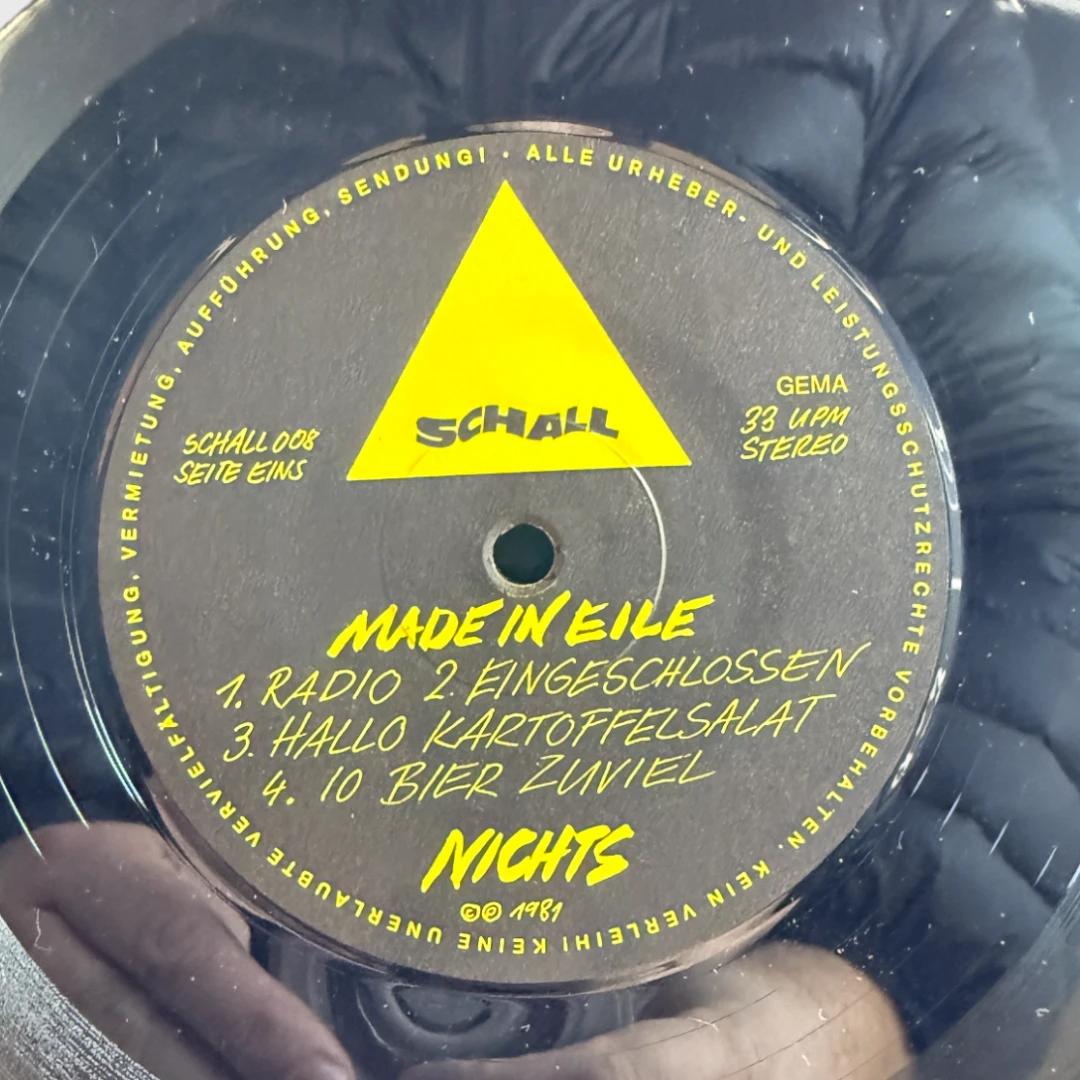 ALLE URHEBER- UND LEISTUNGSSCHUTZRECHTE VORBEHALTEN. KEIN VERLEIH! KEINE UNERLAUBTE VERVIELFÄLTIGUNG, VERMIETUNG, AUFFÜHRUNG, SENDUNG! ·
SCHALL
SCHALL 008
SEITE EINS
GEMA
33 UPM
STEREO
MADE IN EILE
1. RADIO 2. EINGESCHLOSSEN
3. HALLO KARTOFFELSALAT
4. 10 BIER ZUVIEL
NICHTS
©℗ 1981